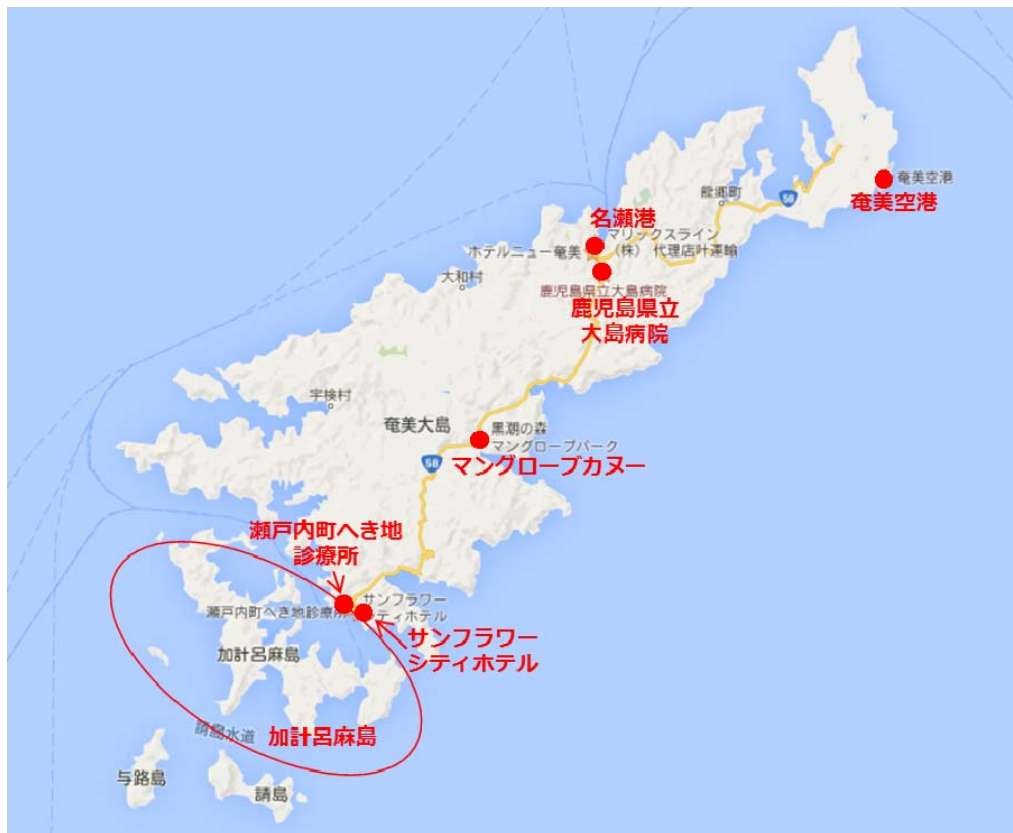 奄美空港
奄美空港
龍郷町
58
名瀬港
マリックスライン
(株) 代理店叶運輸
ホテルニュー奄美
鹿児島県立大島病院
鹿児島県立
大島病院
大和村
宇検村
奄美大島
黒潮の森
マングローブパーク
マングローブカヌー
58
瀬戸内町へき地
診療所
サンフラワー
シティホテル
瀬戸内町へき地診療所
サンフラワー
シティホテル
加計呂麻島
加計呂麻島
請島水道
与路島
請島